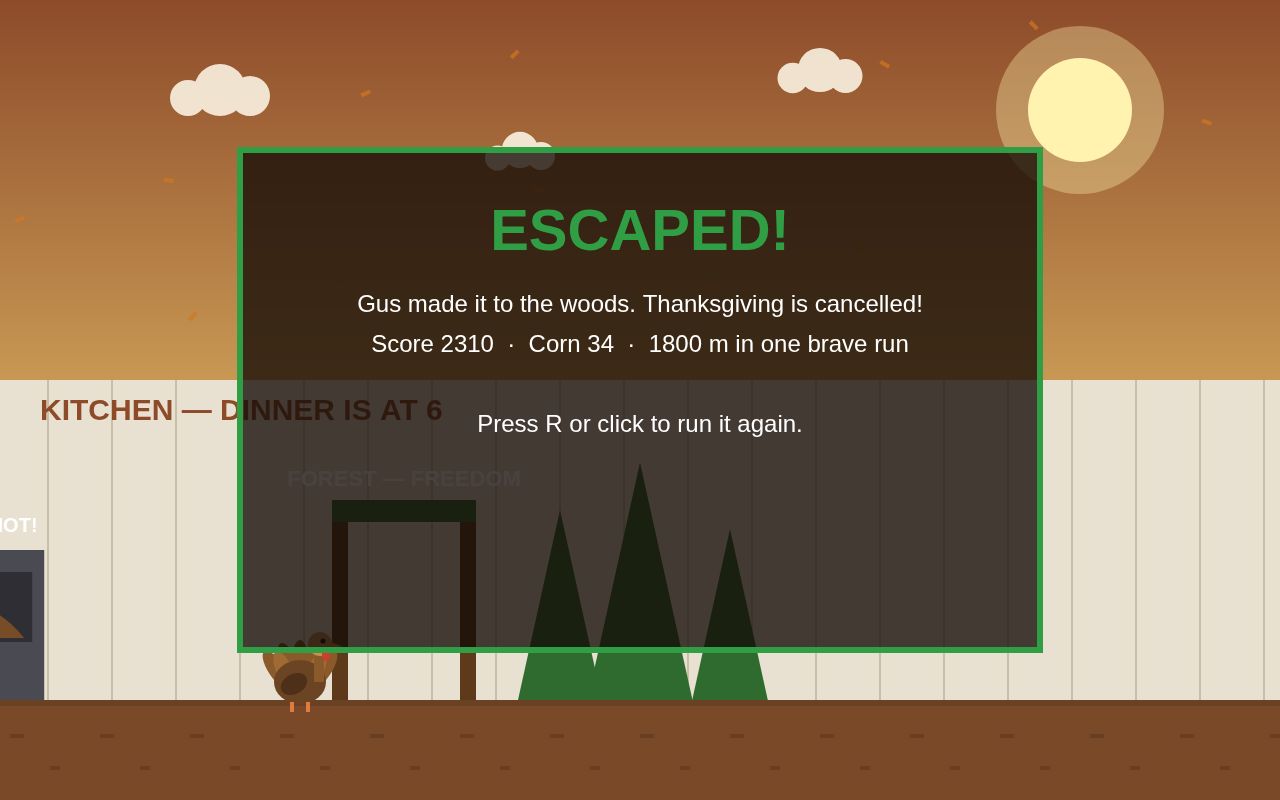 ESCAPED!
Gus made it to the woods. Thanksgiving is cancelled!
Score 2310 · Corn 34 · 1800 m in one brave run
KITCHEN — DINNER IS AT 6
Press R or click to run it again.
FOREST — FREEDOM